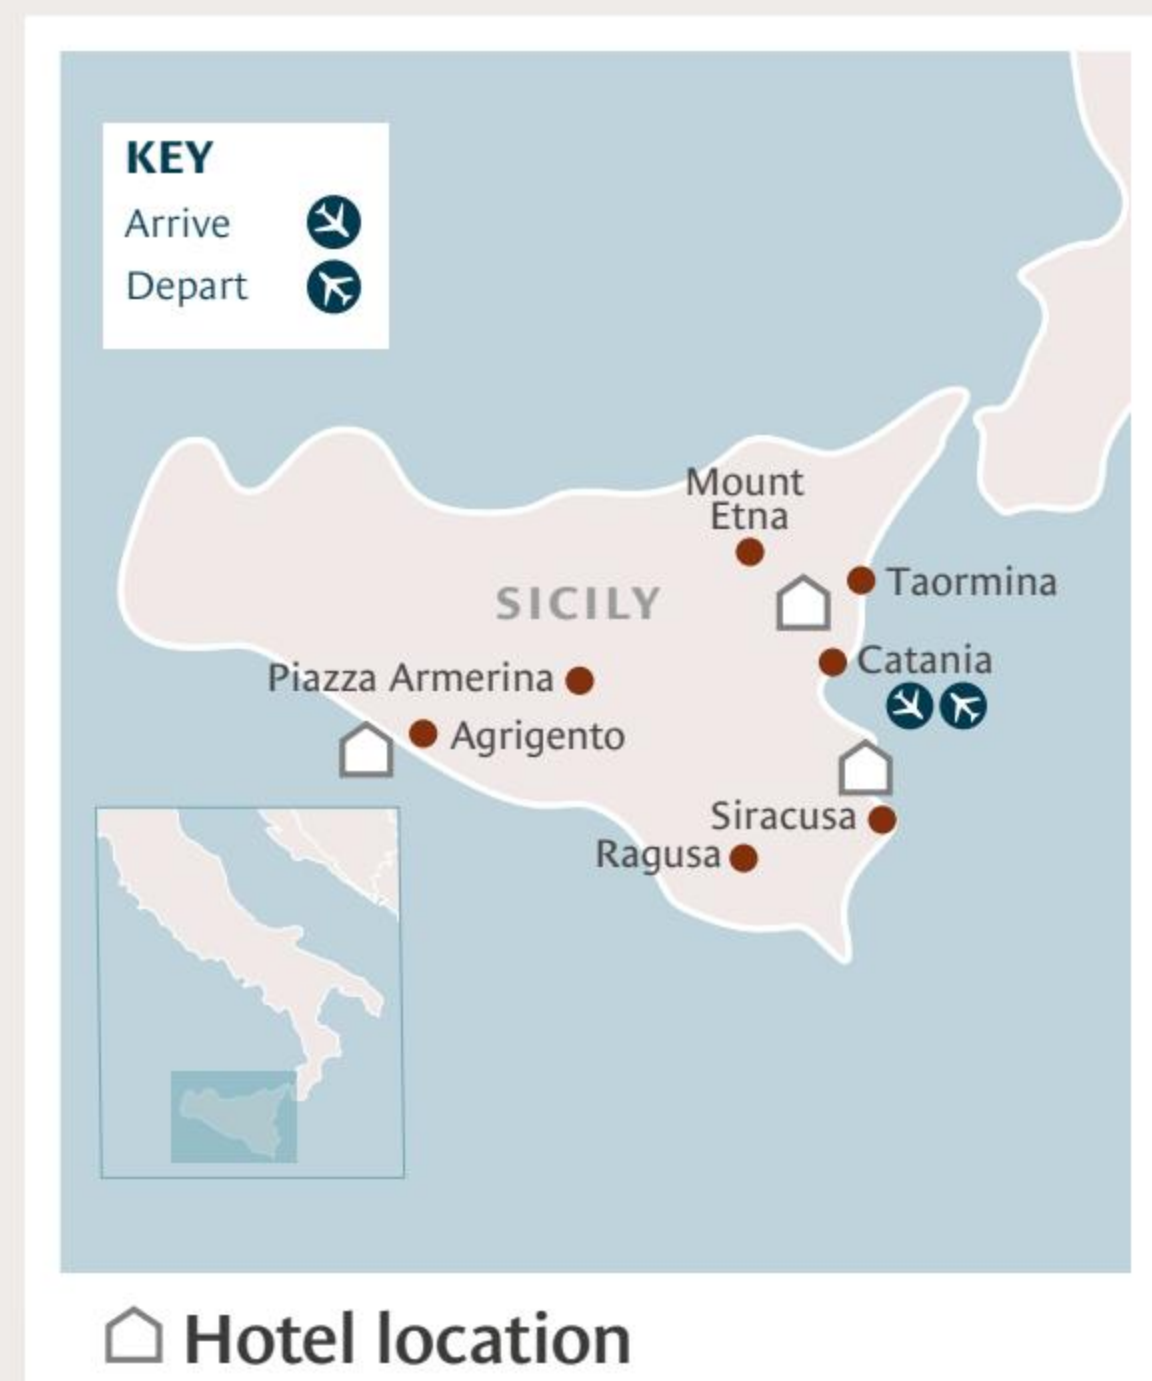 KEY
Arrive
Depart
Mount
Etna
Taormina
SICILY
Catania
Piazza Armerina
Agrigento
Siracusa
Ragusa
Hotel location